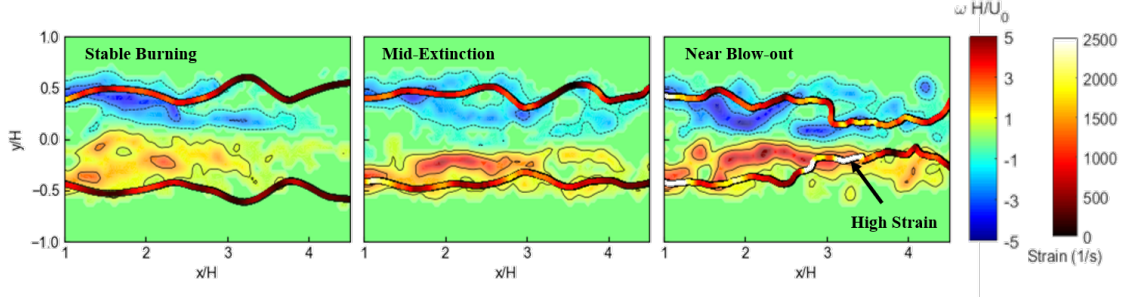 ω H/U0
Stable Burning
Mid-Extinction
Near Blow-out
1.0
0.5
0.0
−0.5
−1.0
y/H
1 2 3 4
x/H
1 2 3 4
x/H
1 2 3 4
x/H
High Strain
5
3
1
-1
-3
-5
2500
2000
1500
1000
500
0
Strain (1/s)